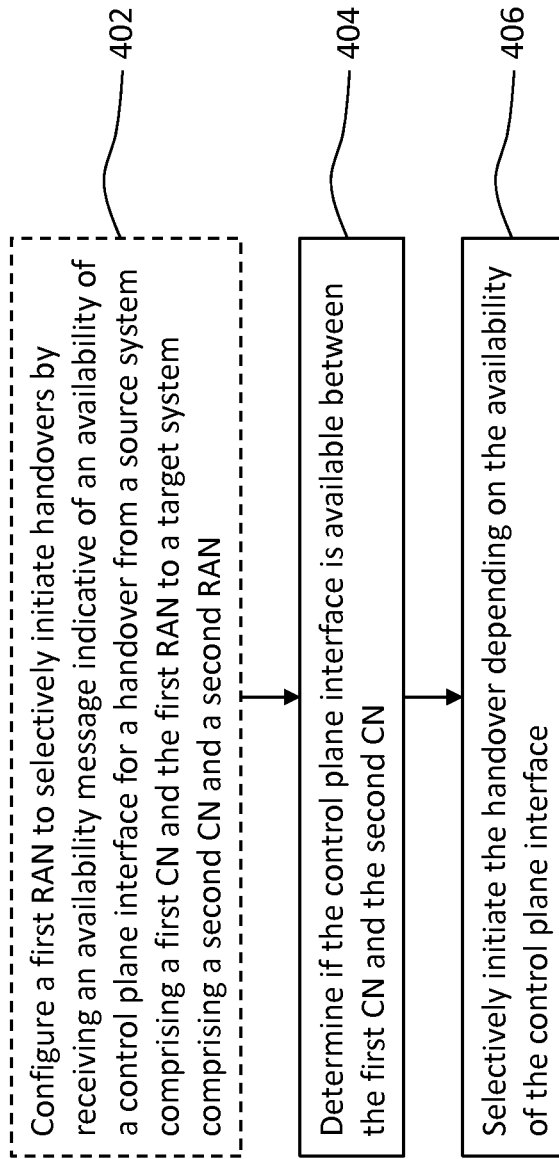 Configure a first RAN to selectively initiate handovers by
receiving an availability message indicative of an availability of
a control plane interface for a handover from a source system
comprising a first CN and the first RAN to a target system
comprising a second CN and a second RAN
402
Determine if the control plane interface is available between
the first CN and the second CN
404
Selectively initiate the handover depending on the availability
of the control plane interface
406